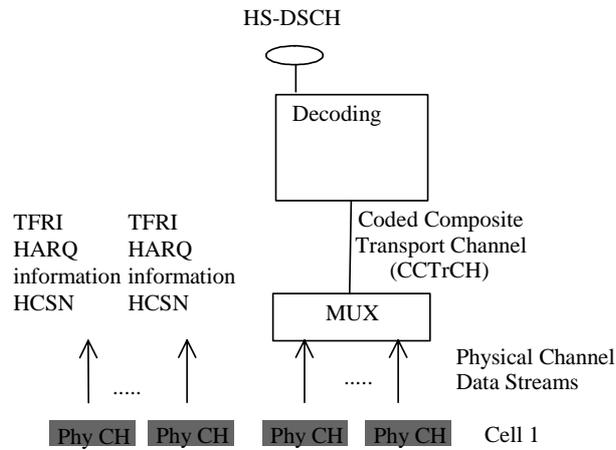 HS-DSCH
Decoding
TFRI
HARQ
information
HCSN
TFRI
HARQ
information
HCSN
Coded Composite
Transport Channel
(CCTrCH)
MUX
Physical Channel
Data Streams
.....
.....
Phy CH
Phy CH
Phy CH
Phy CH
Cell 1